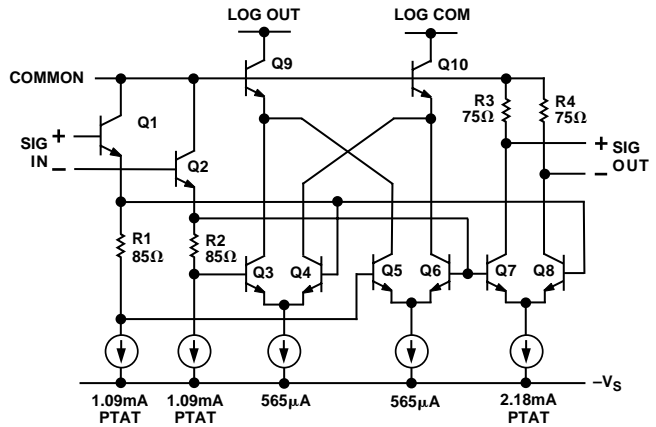 LOG OUT
LOG COM
Q9
Q10
COMMON
R3
75Ω
R4
75Ω
Q1
SIG
IN
+
−
Q2
+
−
SIG
OUT
R1
85Ω
R2
85Ω
Q3
Q4
Q5
Q6
Q7
Q8
−VS
1.09mA
PTAT
1.09mA
PTAT
565µA
565µA
2.18mA
PTAT